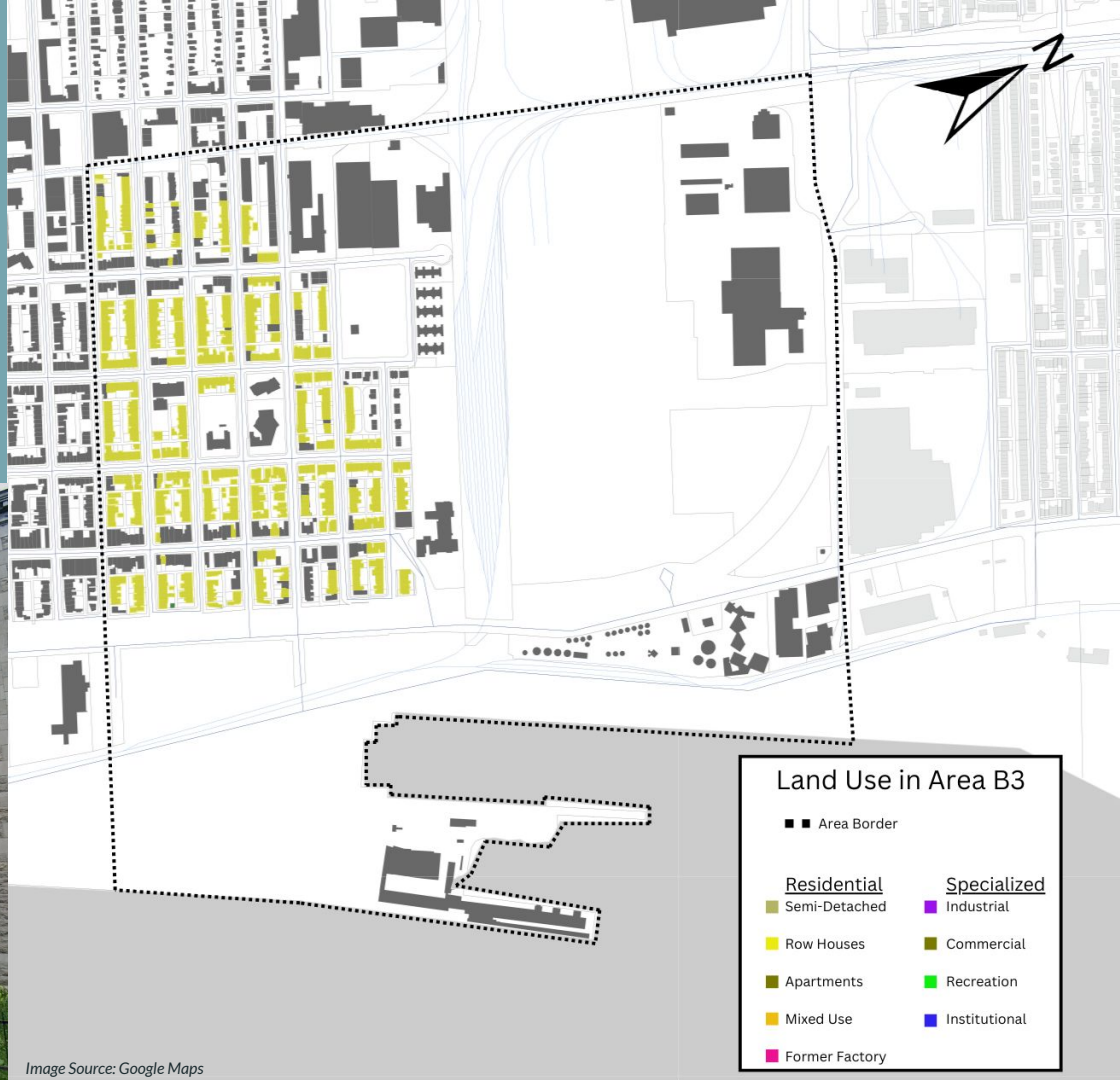 N
Land Use in Area B3
Area Border
Residential
Semi-Detached
Row Houses
Apartments
Mixed Use
Former Factory
Specialized
Industrial
Commercial
Recreation
Institutional
Image Source: Google Maps